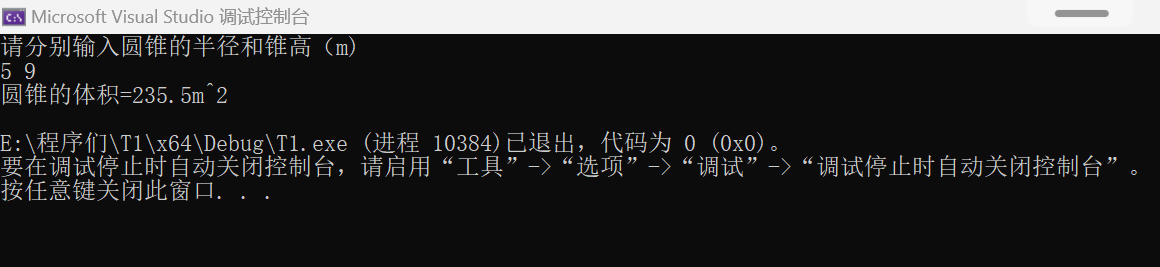 Microsoft Visual Studio 调试控制台
请分别输入圆锥的半径和锥高（m)
5 9
圆锥的体积=235.5m^2
E:\程序们\T1\x64\Debug\T1.exe (进程 10384)已退出，代码为 0 (0x0)。
要在调试停止时自动关闭控制台，请启用“工具”->“选项”->“调试”->“调试停止时自动关闭控制台”。
按任意键关闭此窗口. . .